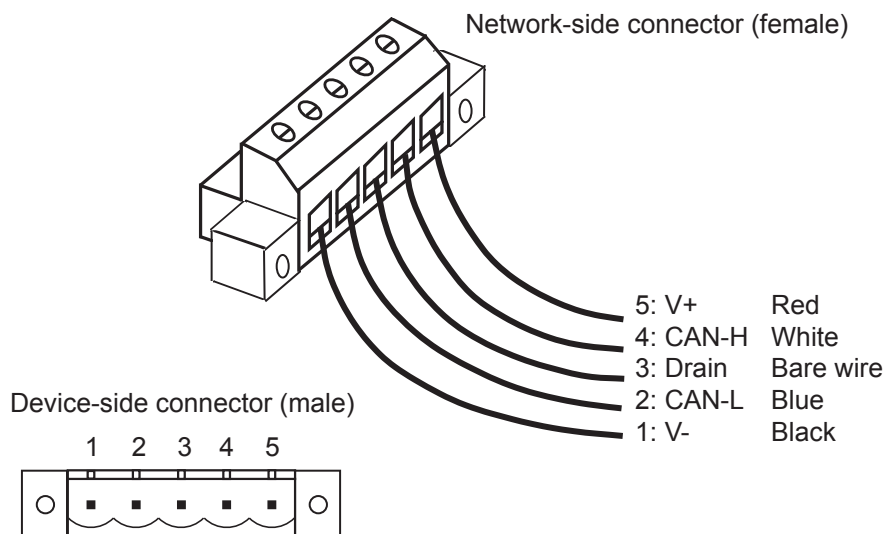 Network-side connector (female)
5: V+ Red
4: CAN-H White
3: Drain Bare wire
2: CAN-L Blue
1: V- Black
Device-side connector (male)
1 2 3 4 5